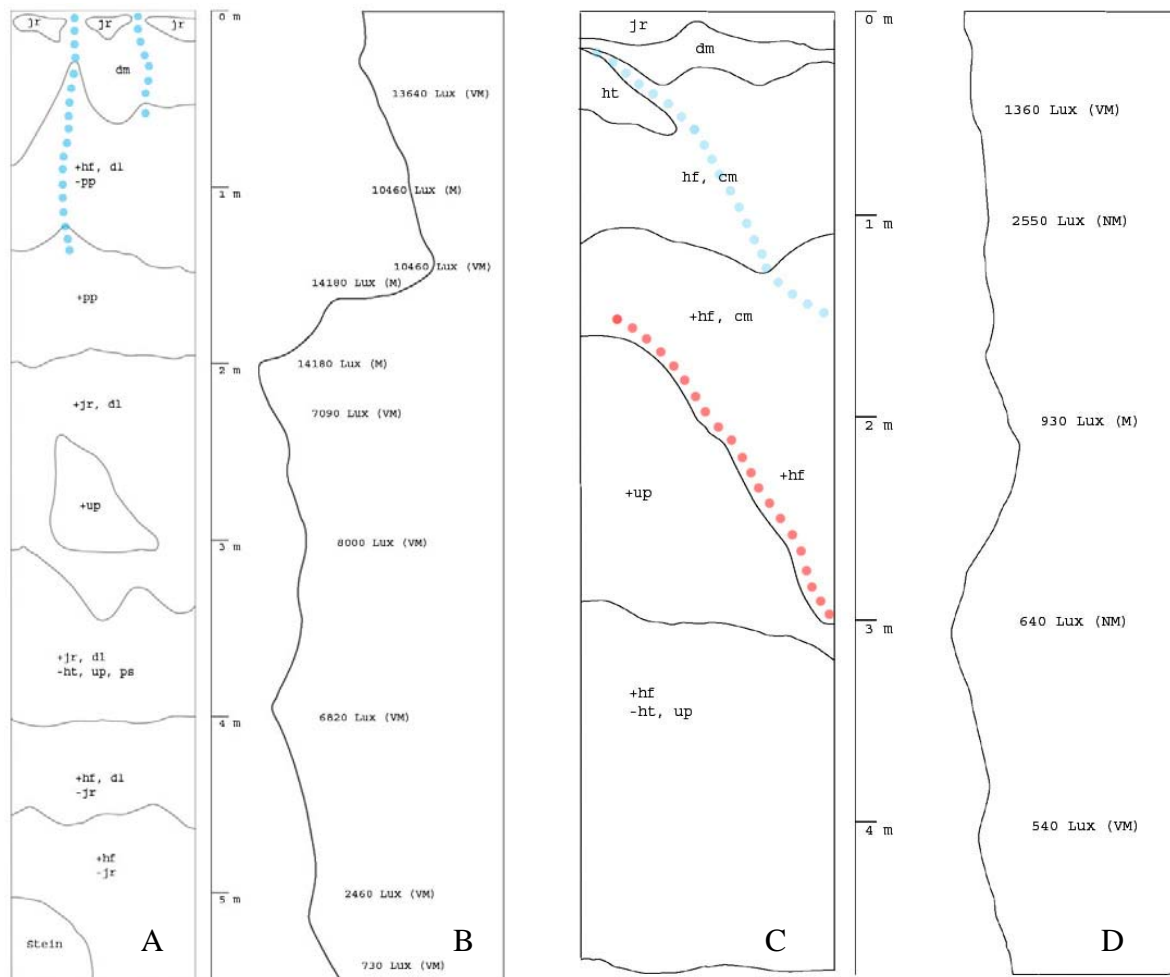 jr
jr
jr
dm
+hf, dl
-pp
+pp
+jr, dl
+up
+jr, dl
-ht, up, ps
+hf, dl
-jr
+hf
-jr
Stein
A
0 m
1 m
2 m
3 m
4 m
5 m
13640 Lux (VM)
10460 Lux (M)
10460 Lux (VM)
14180 Lux (M)
14180 Lux (M)
7090 Lux (VM)
8000 Lux (VM)
6820 Lux (VM)
2460 Lux (VM)
730 Lux (VM)
B
jr
dm
ht
hf, cm
+hf, cm
+hf
+up
+hf
-ht, up
C
0 m
1 m
2 m
3 m
4 m
1360 Lux (VM)
2550 Lux (NM)
930 Lux (M)
640 Lux (NM)
540 Lux (VM)
D